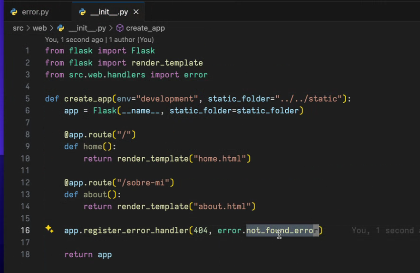 error.py
__init__.py ×
src > web > __init__.py > create_app
You, 1 second ago | 1 author (You)
1 from flask import Flask
2 from flask import render_template
3 from src.web.handlers import error
4
5 def create_app(env="development", static_folder="../../static"):
6 app = Flask(__name__, static_folder=static_folder)
7
8 @app.route("/")
9 def home():
10 return render_template("home.html")
11
12 @app.route("/sobre-mi")
13 def about():
14 return render_template("about.html")
15
16 app.register_error_handler(404, error.not_found_error) You, 1 second a
17
18 return app